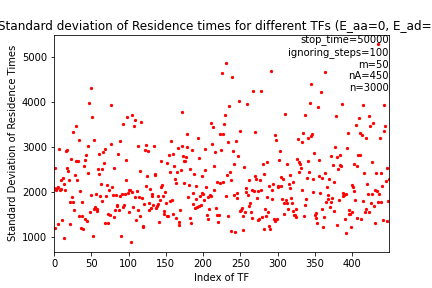 Standard deviation of Residence times for different TFs (E_aa=0, E_ad=
stop_time=50000
ignoring_steps=100
m=50
nA=450
n=3000
Standard Deviation of Residence Times
5000
4000
3000
2000
1000
0 50 100 150 200 250 300 350 400
Index of TF